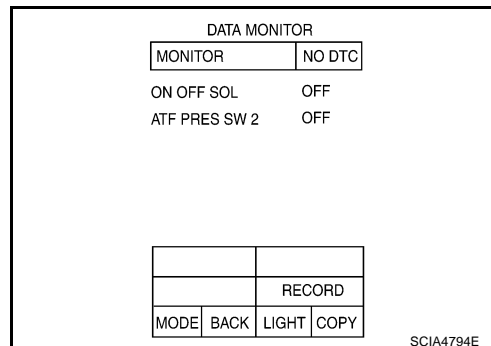 DATA MONITOR
MONITOR NO DTC
ON OFF SOL OFF
ATF PRES SW 2 OFF
RECORD
MODE BACK LIGHT COPY
SCIA4794E